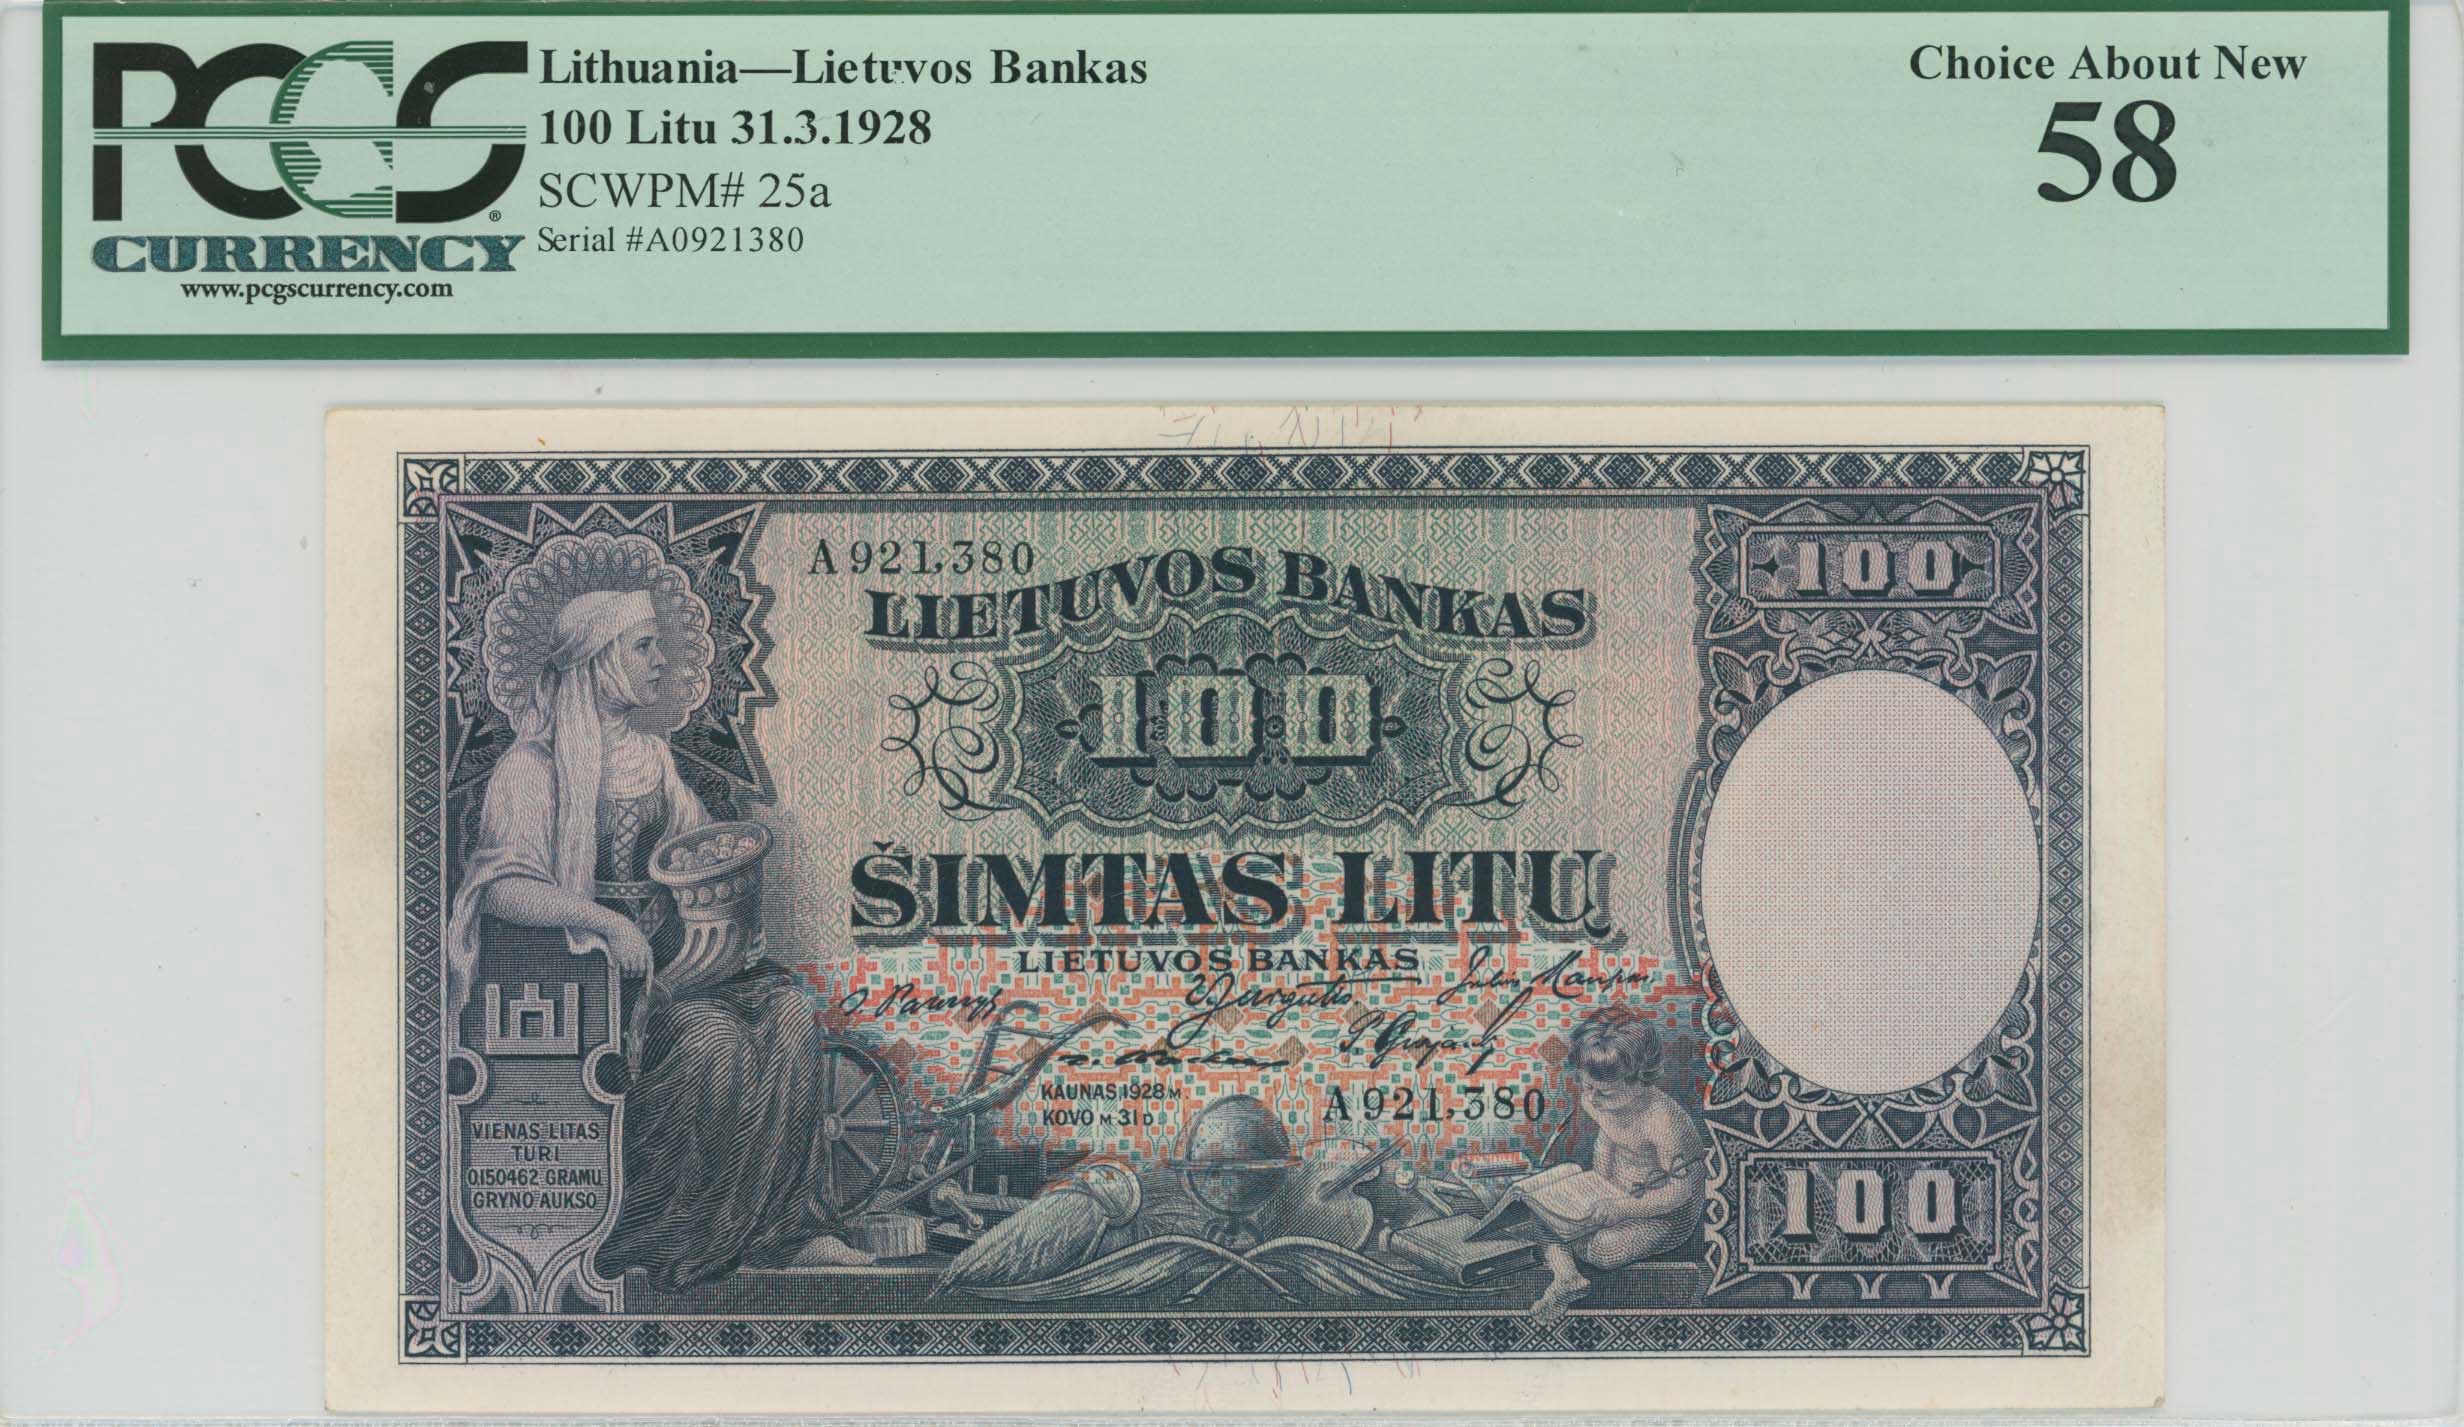 PCGS
CURRENCY
www.pcgscurrency.com
Lithuania—Lietuvos Bankas
100 Litu 31.3.1928
SCWPM# 25a
Serial #A0921380
Choice About New
58
A 921,380
LIETUVOS BANKAS
100
100
ŠIMTAS LITŲ
LIETUVOS BANKAS
KAUNAS, 1928 M.
KOVO M 31 D
A 921,380
VIENAS LITAS
TURI
0,150462 GRAMU
GRYNO AUKSO
100